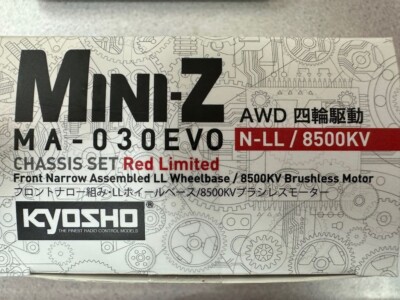 MINI-Z
AWD 四輪駆動
MA-030EVO N-LL / 8500KV
CHASSIS SET Red Limited
Front Narrow Assembled LL Wheelbase / 8500KV Brushless Motor
フロントナロー組み・LLホイールベース/8500KVブラシレスモーター
KYOSHO
THE FINEST RADIO CONTROL MODELS